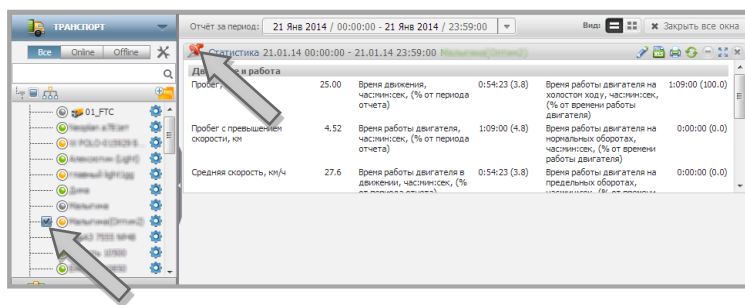 ТРАНСПОРТ
Отчёт за период: 21 Янв 2014 / 00:00:00 - 21 Янв 2014 / 23:59:00
Вид:
Закрыть все окна
Все Online Offline
Статистика 21.01.14 00:00:00 - 21.01.14 23:59:00
Движение и работа
Пробег, 25.00
Время движения,
час:мин:сек, (% от периода
отчета)
0:54:23 (3.8)
Время работы двигателя на
холостом ходу, час:мин:сек,
(% от времени работы
двигателя)
1:09:00 (100.0)
Пробег с превышением
скорости, км
4.52
Время работы двигателя,
час:мин:сек, (% от периода
отчета)
1:09:00 (4.8)
Время работы двигателя на
нормальных оборотах,
час:мин:сек, (% от времени
работы двигателя)
0:00:00 (0.0)
Средняя скорость, км/ч
27.6
Время работы двигателя в
движении, час:мин:сек, (%
от периода отчета)
0:54:23 (3.8)
Время работы двигателя на
предельных оборотах,
час:мин:сек, (% от времени
0:00:00 (0.0)
01_FTC